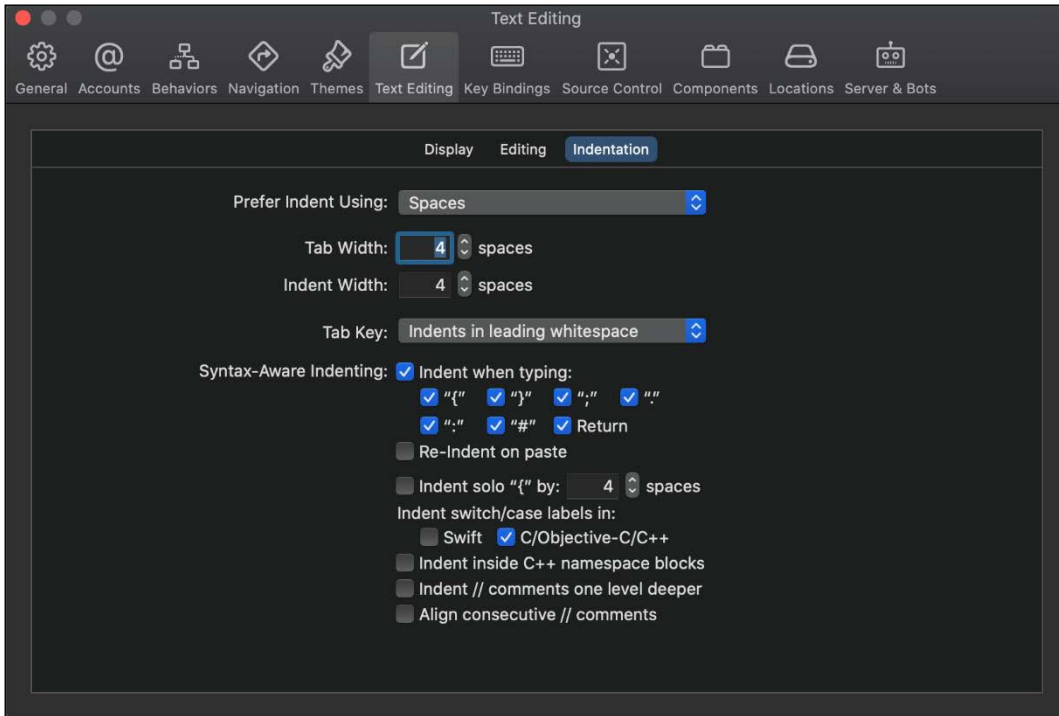 Text Editing
General Accounts Behaviors Navigation Themes Text Editing Key Bindings Source Control Components Locations Server & Bots
Display Editing Indentation
Prefer Indent Using: Spaces
Tab Width: 4 spaces
Indent Width: 4 spaces
Tab Key: Indents in leading whitespace
Syntax-Aware Indenting: Indent when typing:
“{” “}” “;” “.”
“:” “#” Return
Re-Indent on paste
Indent solo “{” by: 4 spaces
Indent switch/case labels in:
Swift C/Objective-C/C++
Indent inside C++ namespace blocks
Indent // comments one level deeper
Align consecutive // comments